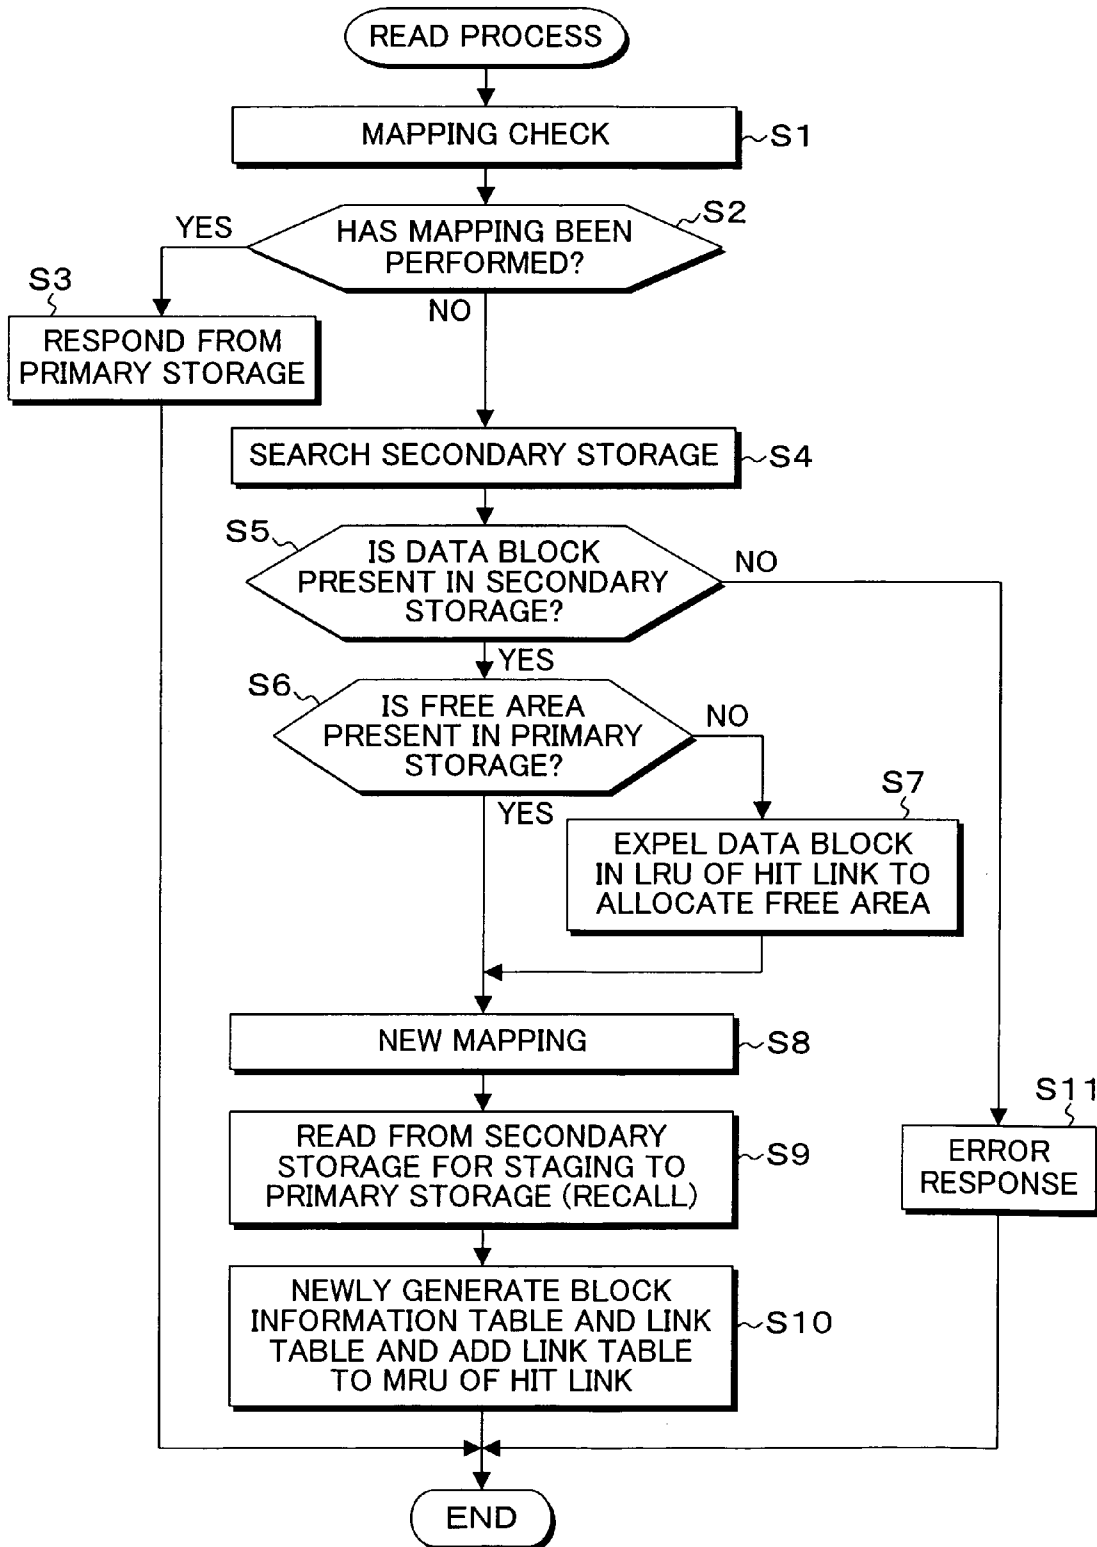 READ PROCESS
MAPPING CHECK
S1
S2
YES
HAS MAPPING BEEN
PERFORMED?
S3
NO
RESPOND FROM
PRIMARY STORAGE
SEARCH SECONDARY STORAGE
S4
S5
IS DATA BLOCK
PRESENT IN SECONDARY
STORAGE?
NO
YES
S6
IS FREE AREA
PRESENT IN PRIMARY
STORAGE?
NO
YES
S7
EXPEL DATA BLOCK
IN LRU OF HIT LINK TO
ALLOCATE FREE AREA
NEW MAPPING
S8
READ FROM SECONDARY
STORAGE FOR STAGING TO
PRIMARY STORAGE (RECALL)
S9
S11
ERROR
RESPONSE
NEWLY GENERATE BLOCK
INFORMATION TABLE AND LINK
TABLE AND ADD LINK TABLE
TO MRU OF HIT LINK
S10
END